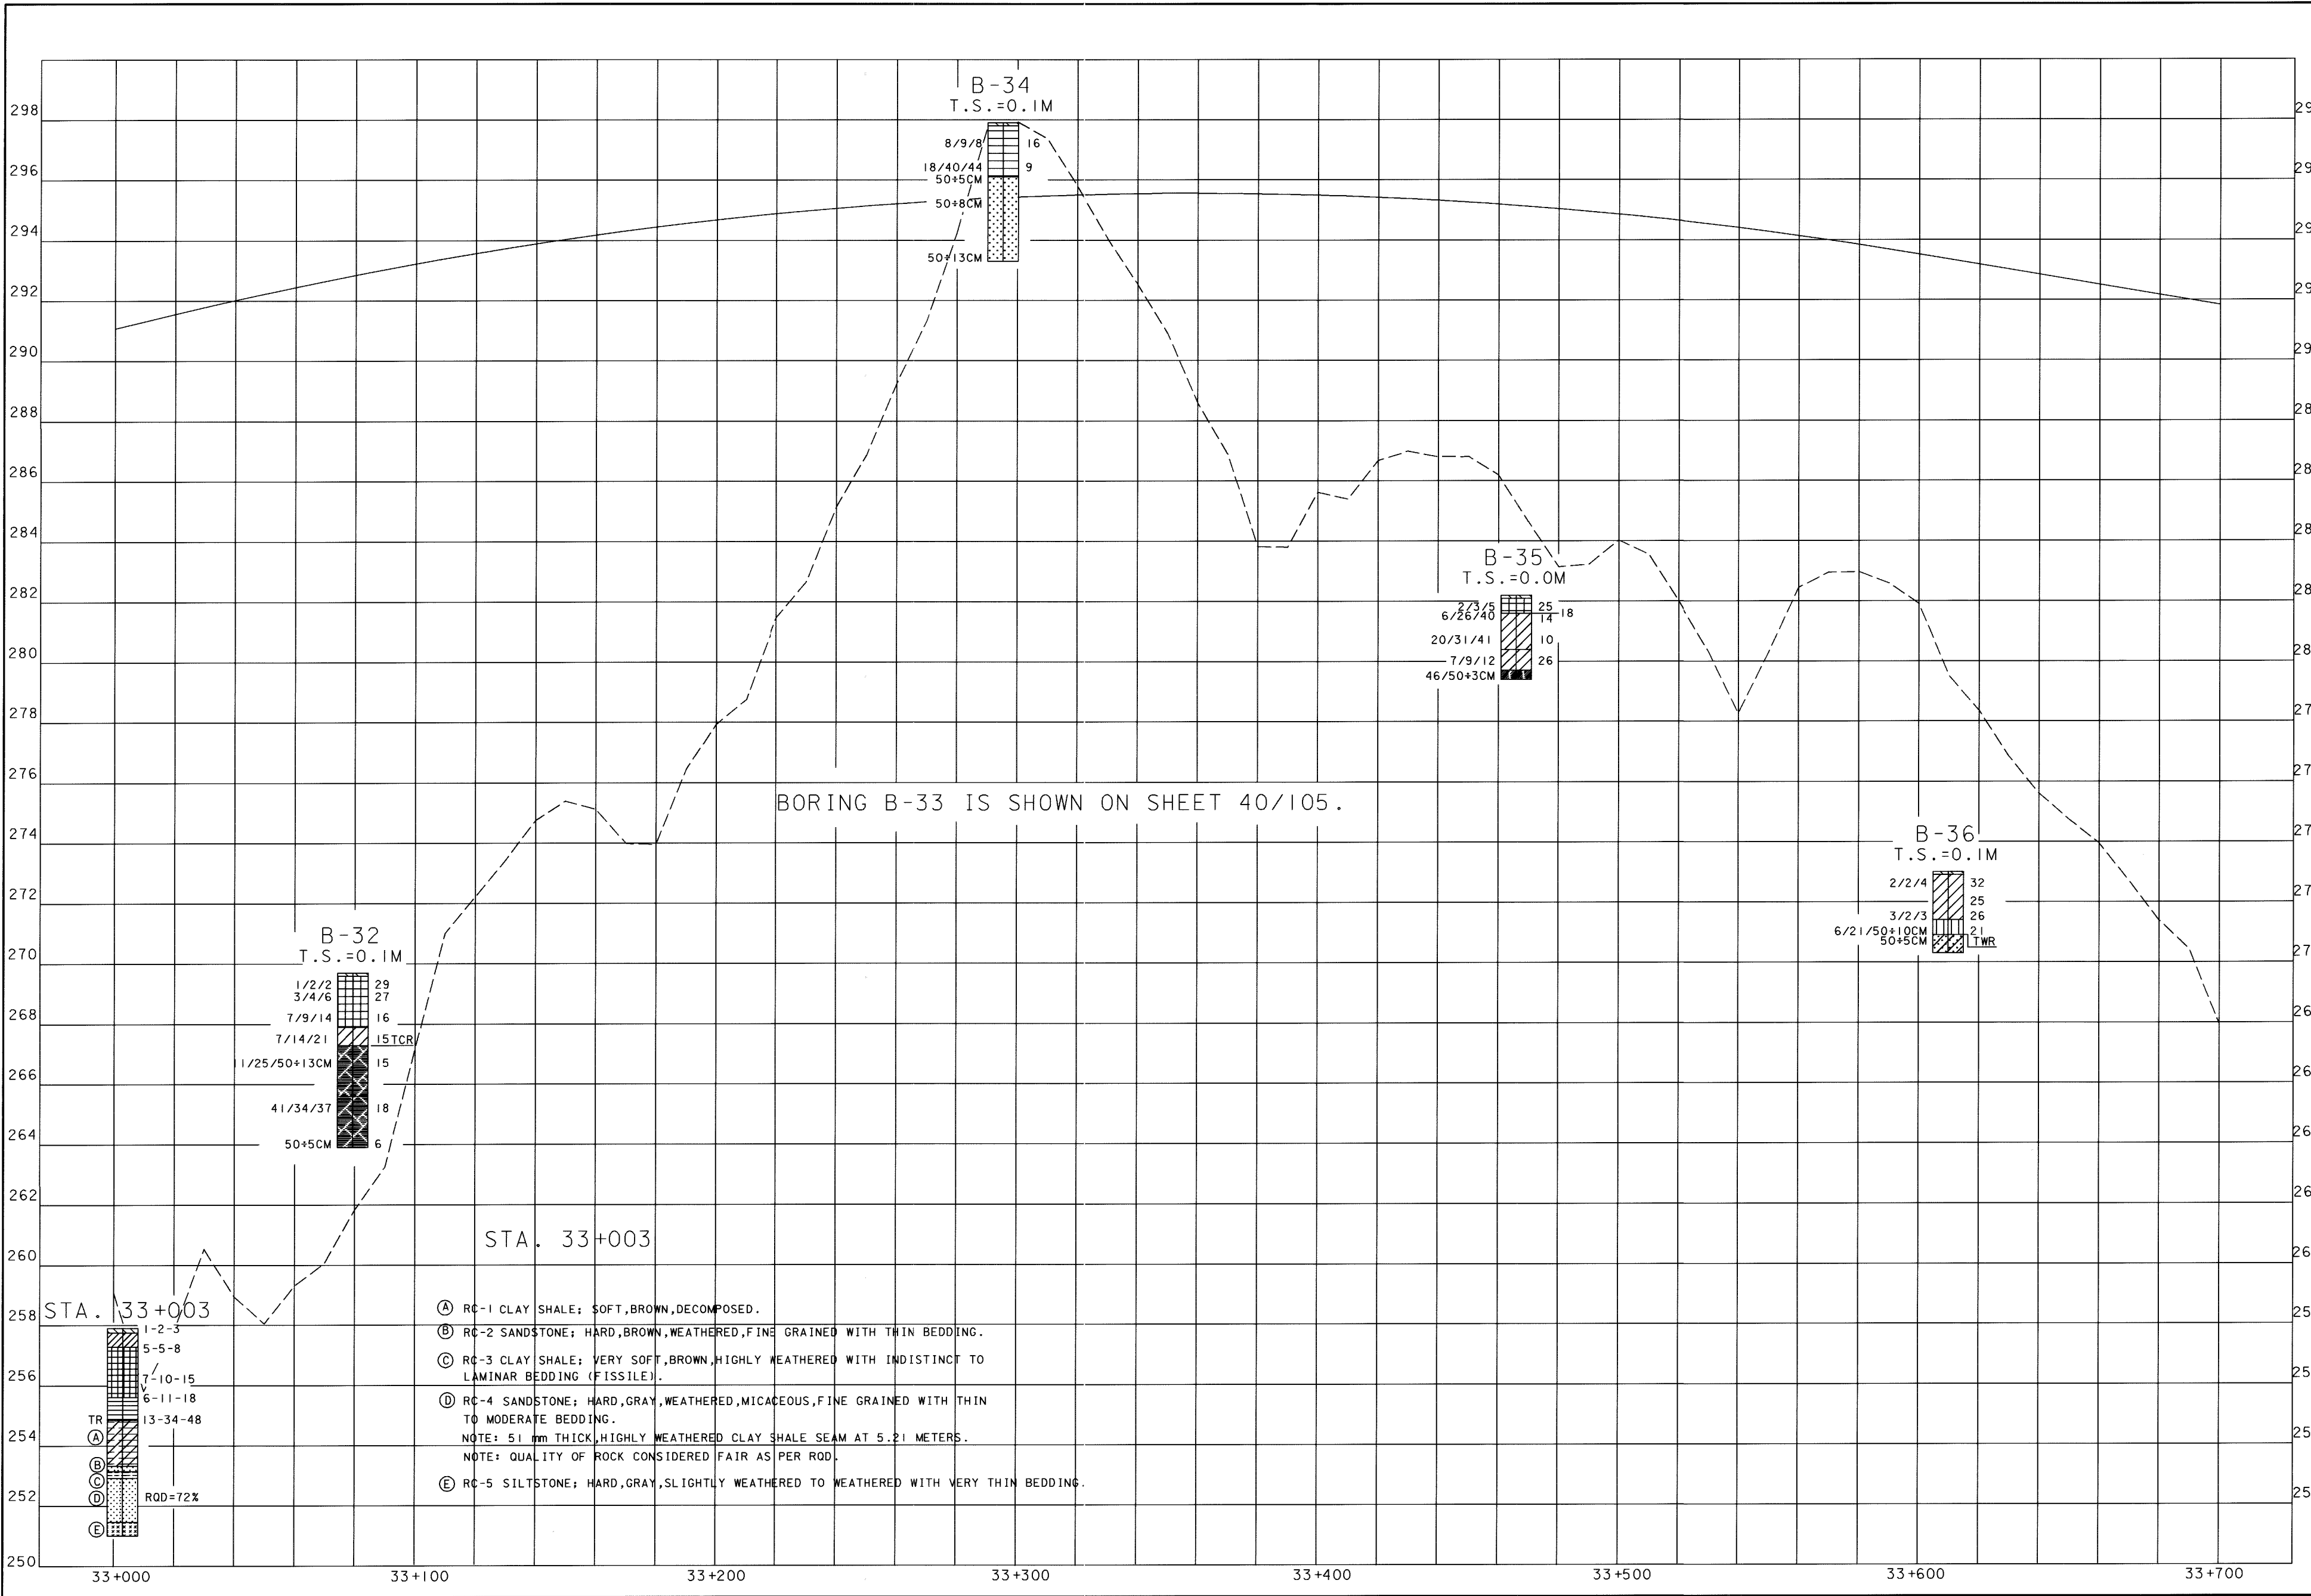 B-34
T.S.=0.1M
298
8/9/8 16
18/40/44 9
296
50÷5CM
50÷8CM
294
50÷13CM
292
290
288
286
284
B-35
T.S.=0.0M
282
2/3/5 25
6/26/40 18
14
20/31/41 10
280
7/9/12 26
46/50÷3CM
278
276
BORING B-33 IS SHOWN ON SHEET 40/105.
274
B-36
T.S.=0.1M
2/2/4 32
272
25
3/2/3 26
6/21/50÷10CM 21
50÷5CM TWR
B-32
T.S.=0.1M
270
1/2/2 29
3/4/6 27
7/9/14 16
268
7/14/21 15 TCR
11/25/50÷13CM 15
266
41/34/37 18
264
50÷5CM 6
262
STA. 33+003
260
STA. 33+003
258
1-2-3
5-5-8
7-10-15
256
6-11-18
TR 13-34-48
254
A
B
C
D RQD=72%
252
E
250
A RC-1 CLAY SHALE; SOFT,BROWN,DECOMPOSED.
B RC-2 SANDSTONE; HARD,BROWN,WEATHERED,FINE GRAINED WITH THIN BEDDING.
C RC-3 CLAY SHALE; VERY SOFT,BROWN,HIGHLY WEATHERED WITH INDISTINCT TO
LAMINAR BEDDING (FISSILE).
D RC-4 SANDSTONE; HARD,GRAY,WEATHERED,MICACEOUS,FINE GRAINED WITH THIN
TO MODERATE BEDDING.
NOTE: 51 mm THICK,HIGHLY WEATHERED CLAY SHALE SEAM AT 5.21 METERS.
NOTE: QUALITY OF ROCK CONSIDERED FAIR AS PER RQD.
E RC-5 SILTSTONE; HARD,GRAY,SLIGHTLY WEATHERED TO WEATHERED WITH VERY THIN BEDDING.
33+000 33+100 33+200 33+300 33+400 33+500 33+600 33+700